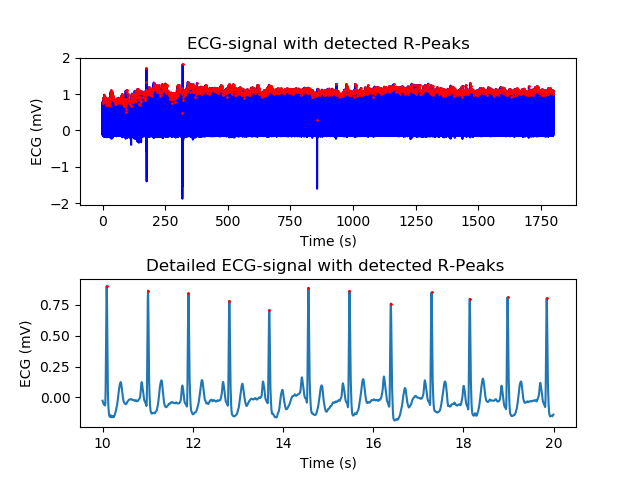 ECG-signal with detected R-Peaks
2
1
0
−1
−2
ECG (mV)
0 250 500 750 1000 1250 1500 1750
Time (s)
Detailed ECG-signal with detected R-Peaks
0.75
0.50
0.25
0.00
ECG (mV)
10 12 14 16 18 20
Time (s)